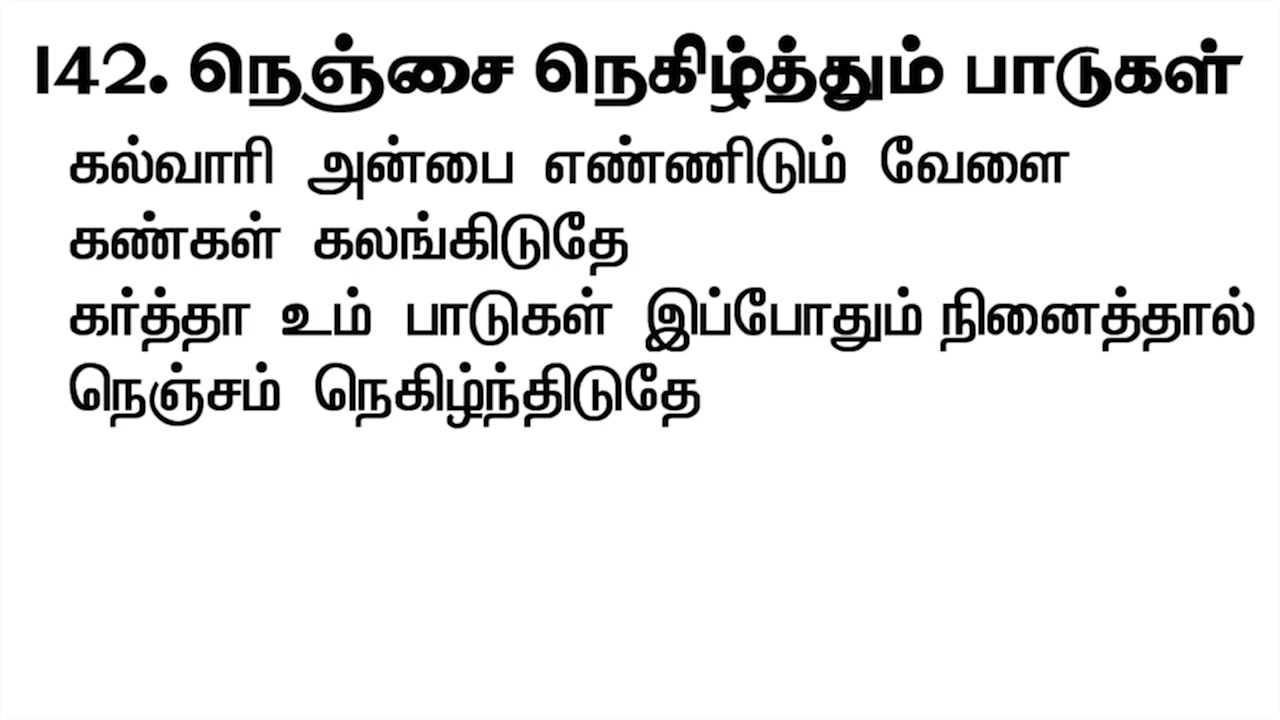 142. நெஞ்சை நெகிழ்த்தும் பாடுகள்
கல்வாரி அன்பை எண்ணிடும் வேளை
கண்கள் கலங்கிடுதே
கர்த்தா உம் பாடுகள் இப்போதும் நினைத்தால்
நெஞ்சம் நெகிழ்ந்திடுதே